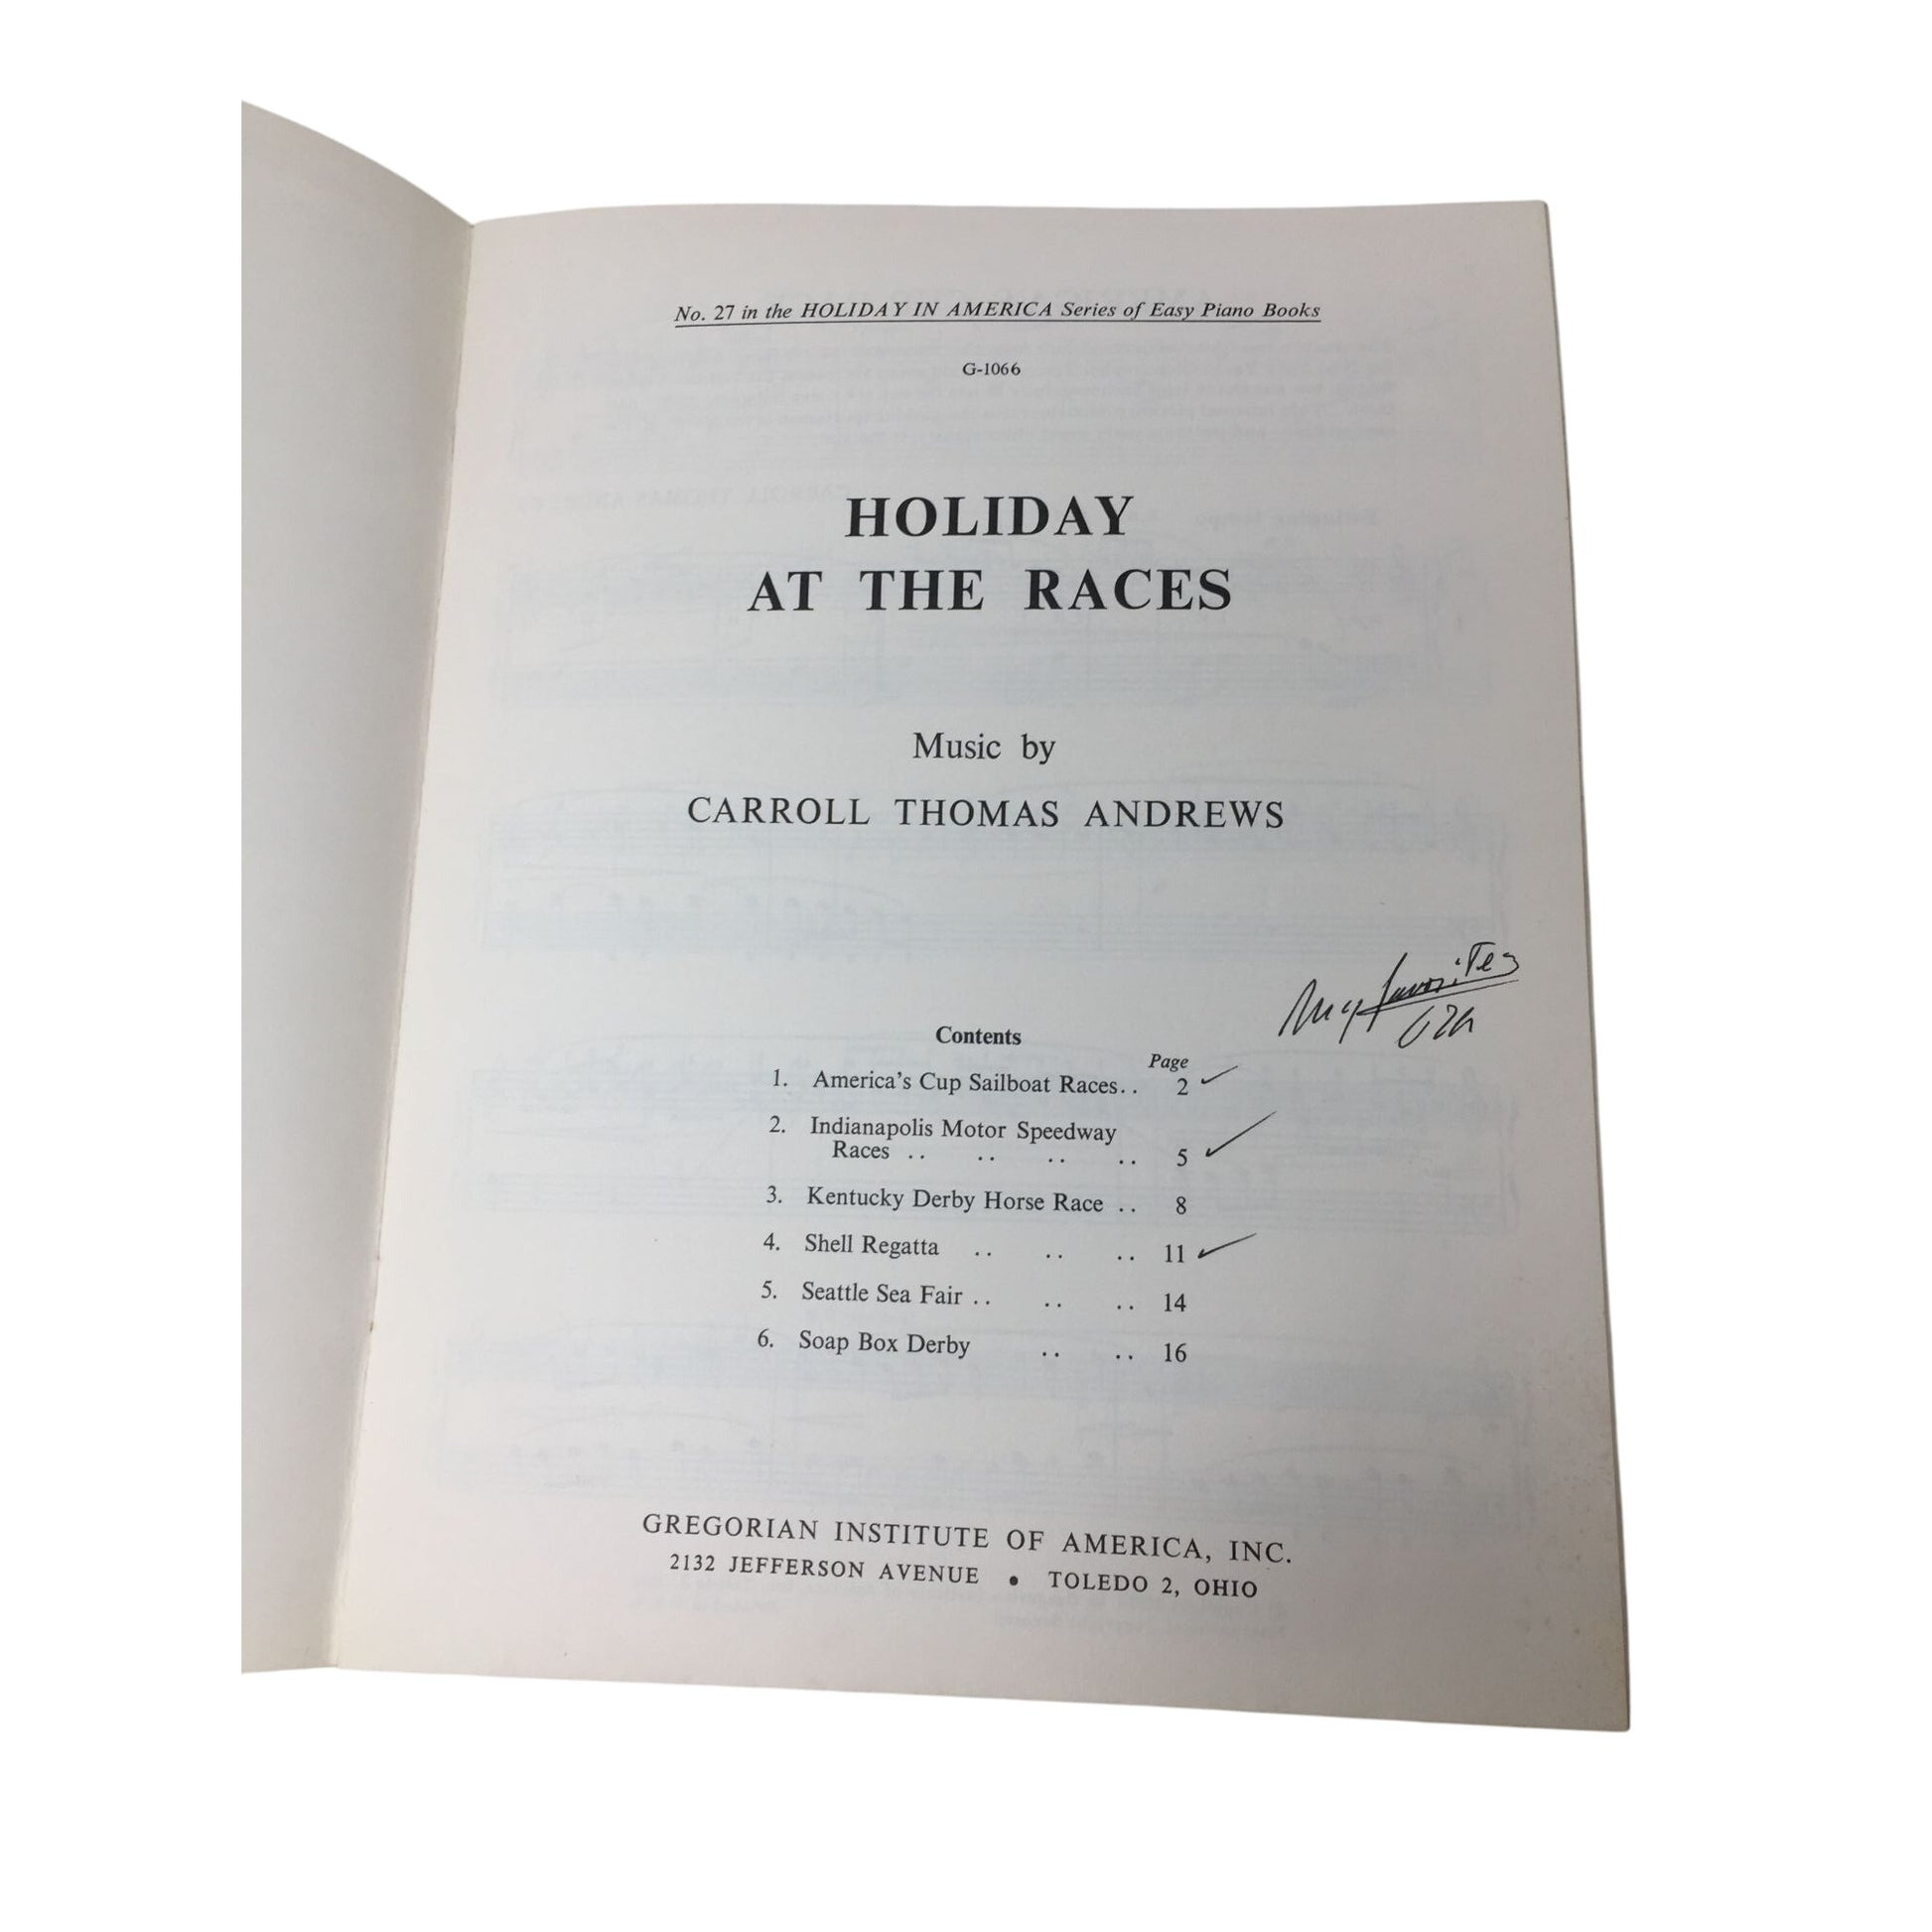 No. 27 in the HOLIDAY IN AMERICA Series of Easy Piano Books
G-1066
HOLIDAY
AT THE RACES
Music by
CARROLL THOMAS ANDREWS
My favorites
Contents
Page
1. America's Cup Sailboat Races.. 2
2. Indianapolis Motor Speedway
Races .. .. .. .. 5
3. Kentucky Derby Horse Race .. 8
4. Shell Regatta .. .. .. 11
5. Seattle Sea Fair .. .. .. 14
6. Soap Box Derby .. .. 16
GREGORIAN INSTITUTE OF AMERICA, INC.
2132 JEFFERSON AVENUE • TOLEDO 2, OHIO